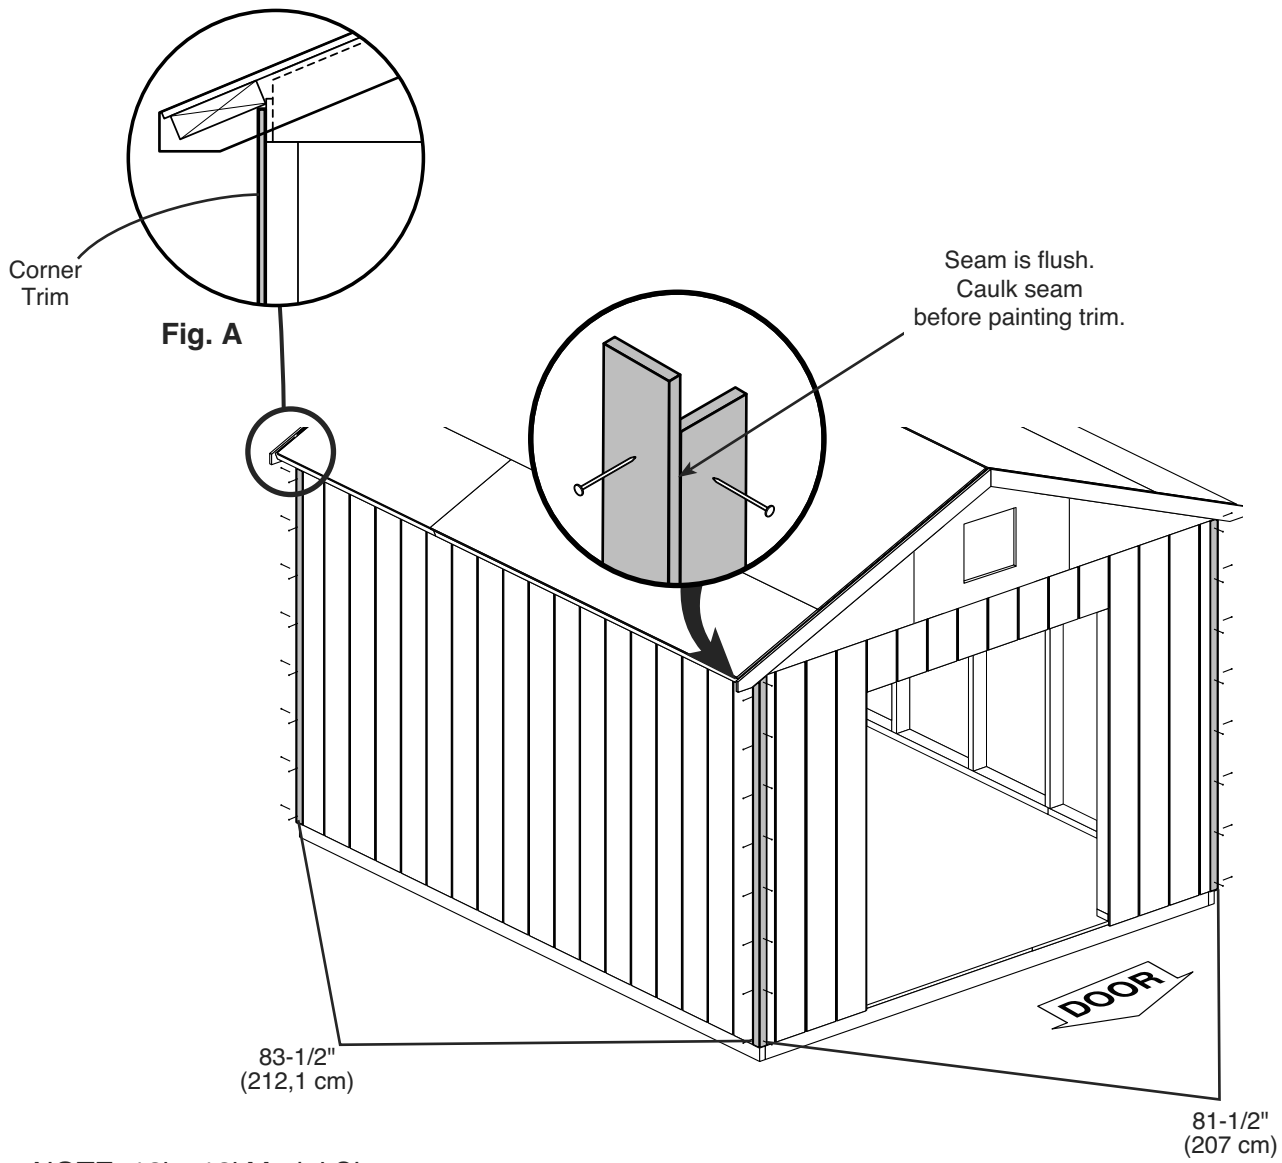 Corner
Trim
Fig. A
Seam is flush.
Caulk seam
before painting trim.
DOOR
83-1/2"
(212,1 cm)
81-1/2"
(207 cm)